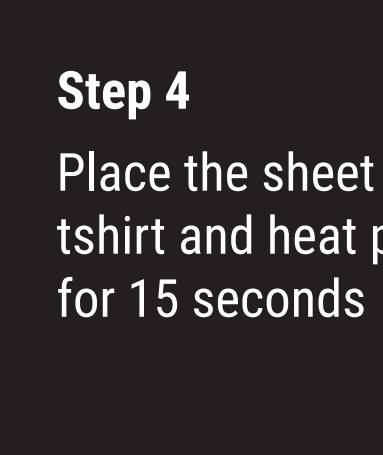 Step 4
Place the sheet
tshirt and heat
for 15 seconds